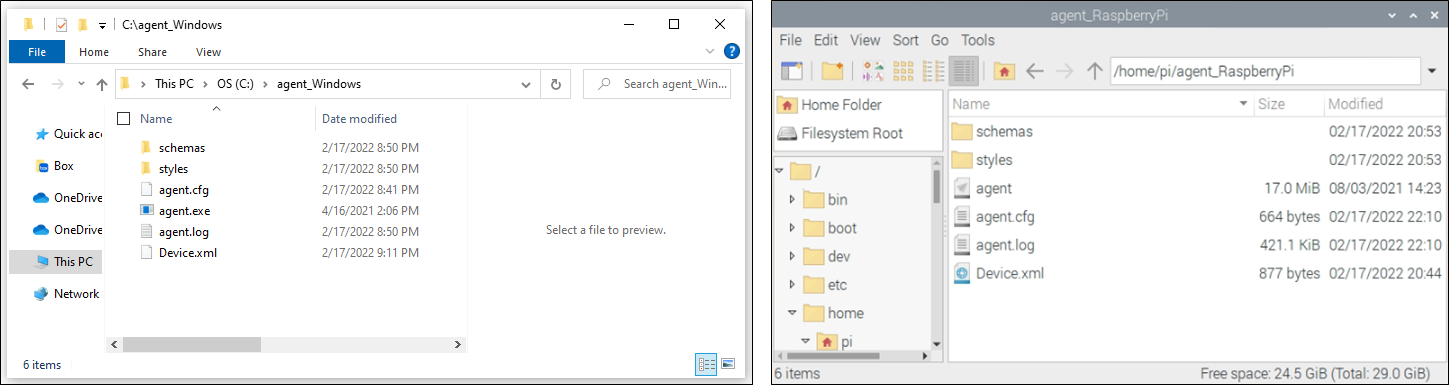 C:\agent_Windows
File Home Share View
This PC OS (C:) agent_Windows
Search agent_Win...
Name Date modified
Quick acc
Box
OneDrive
OneDrive
This PC
Network
schemas 2/17/2022 8:50 PM
styles 2/17/2022 8:50 PM
agent.cfg 2/17/2022 8:41 PM
agent.exe 4/16/2021 2:06 PM
agent.log 2/17/2022 8:50 PM
Device.xml 2/17/2022 9:11 PM
Select a file to preview.
6 items
agent_RaspberryPi
File Edit View Sort Go Tools
/home/pi/agent_RaspberryPi
Home Folder
Filesystem Root
/
bin
boot
dev
etc
home
pi
Name Size Modified
schemas 02/17/2022 20:53
styles 02/17/2022 20:53
agent 17.0 MiB 08/03/2021 14:23
agent.cfg 664 bytes 02/17/2022 22:10
agent.log 421.1 KiB 02/17/2022 22:10
Device.xml 877 bytes 02/17/2022 20:44
6 items Free space: 24.5 GiB (Total: 29.0 GiB)